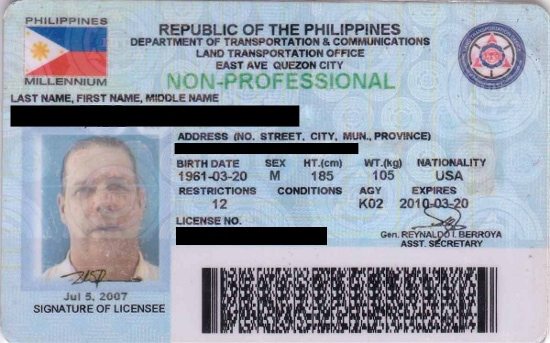 PHILIPPINES
MILLENNIUM
REPUBLIC OF THE PHILIPPINES
DEPARTMENT OF TRANSPORTATION & COMMUNICATIONS
LAND TRANSPORTATION OFFICE
EAST AVE QUEZON CITY
NON-PROFESSIONAL
LAST NAME, FIRST NAME, MIDDLE NAME
ADDRESS (NO. STREET, CITY, MUN., PROVINCE)
BIRTH DATE SEX HT.(cm) WT.(kg) NATIONALITY
1961-03-20 M 185 105 USA
RESTRICTIONS CONDITIONS AGY EXPIRES
12 K02 2010-03-20
LICENSE NO.
Gen. REYNALDO I. BERROYA
ASST. SECRETARY
Jul 5, 2007
SIGNATURE OF LICENSEE